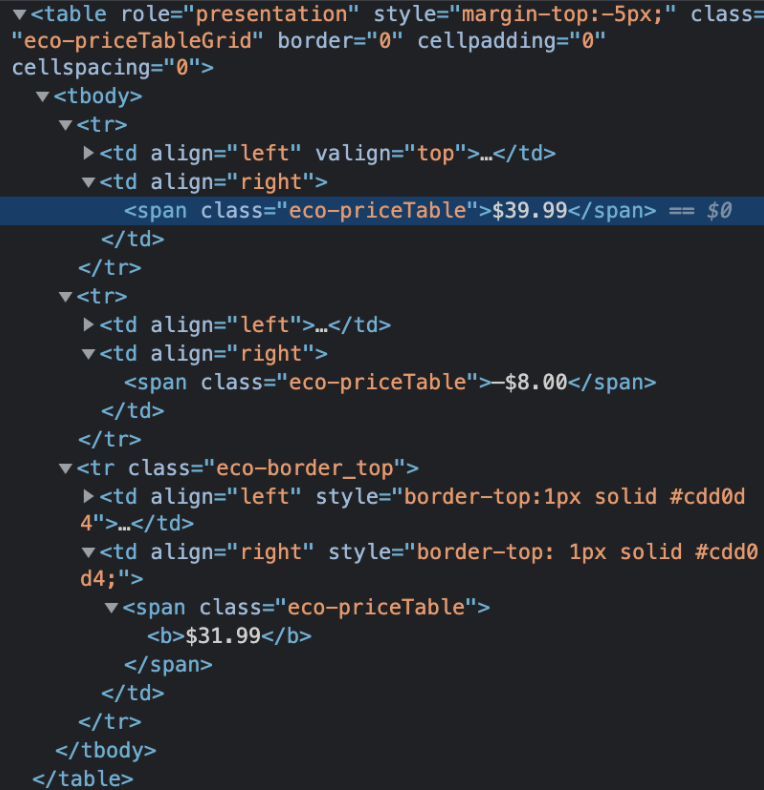 ▼<table role="presentation" style="margin-top:-5px;" class=
"eco-priceTableGrid" border="0" cellpadding="0"
cellspacing="0">
▼<tbody>
▼<tr>
▶<td align="left" valign="top">…</td>
▼<td align="right">
<span class="eco-priceTable">$39.99</span> == $0
</td>
</tr>
▼<tr>
▶<td align="left">…</td>
▼<td align="right">
<span class="eco-priceTable">–$8.00</span>
</td>
</tr>
▼<tr class="eco-border_top">
▶<td align="left" style="border-top:1px solid #cdd0d
4">…</td>
▼<td align="right" style="border-top: 1px solid #cdd0
d4;">
▼<span class="eco-priceTable">
<b>$31.99</b>
</span>
</td>
</tr>
</tbody>
</table>